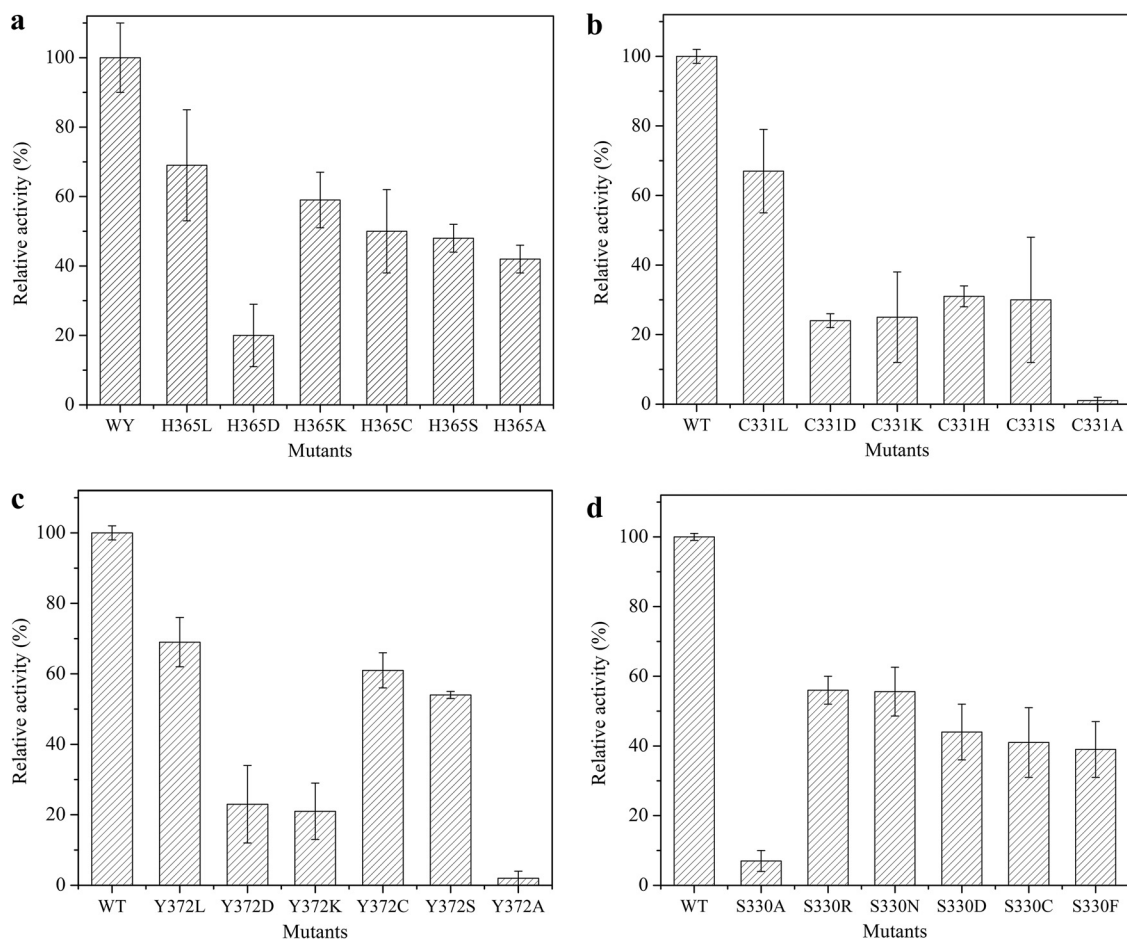 a
Relative activity (%)
100
80
60
40
20
0
WY H365L H365D H365K H365C H365S H365A
Mutants
b
Relative activity (%)
100
80
60
40
20
0
WT C331L C331D C331K C331H C331S C331A
Mutants
c
Relative activity (%)
100
80
60
40
20
0
WT Y372L Y372D Y372K Y372C Y372S Y372A
Mutants
d
Relative activity (%)
100
80
60
40
20
0
WT S330A S330R S330N S330D S330C S330F
Mutants